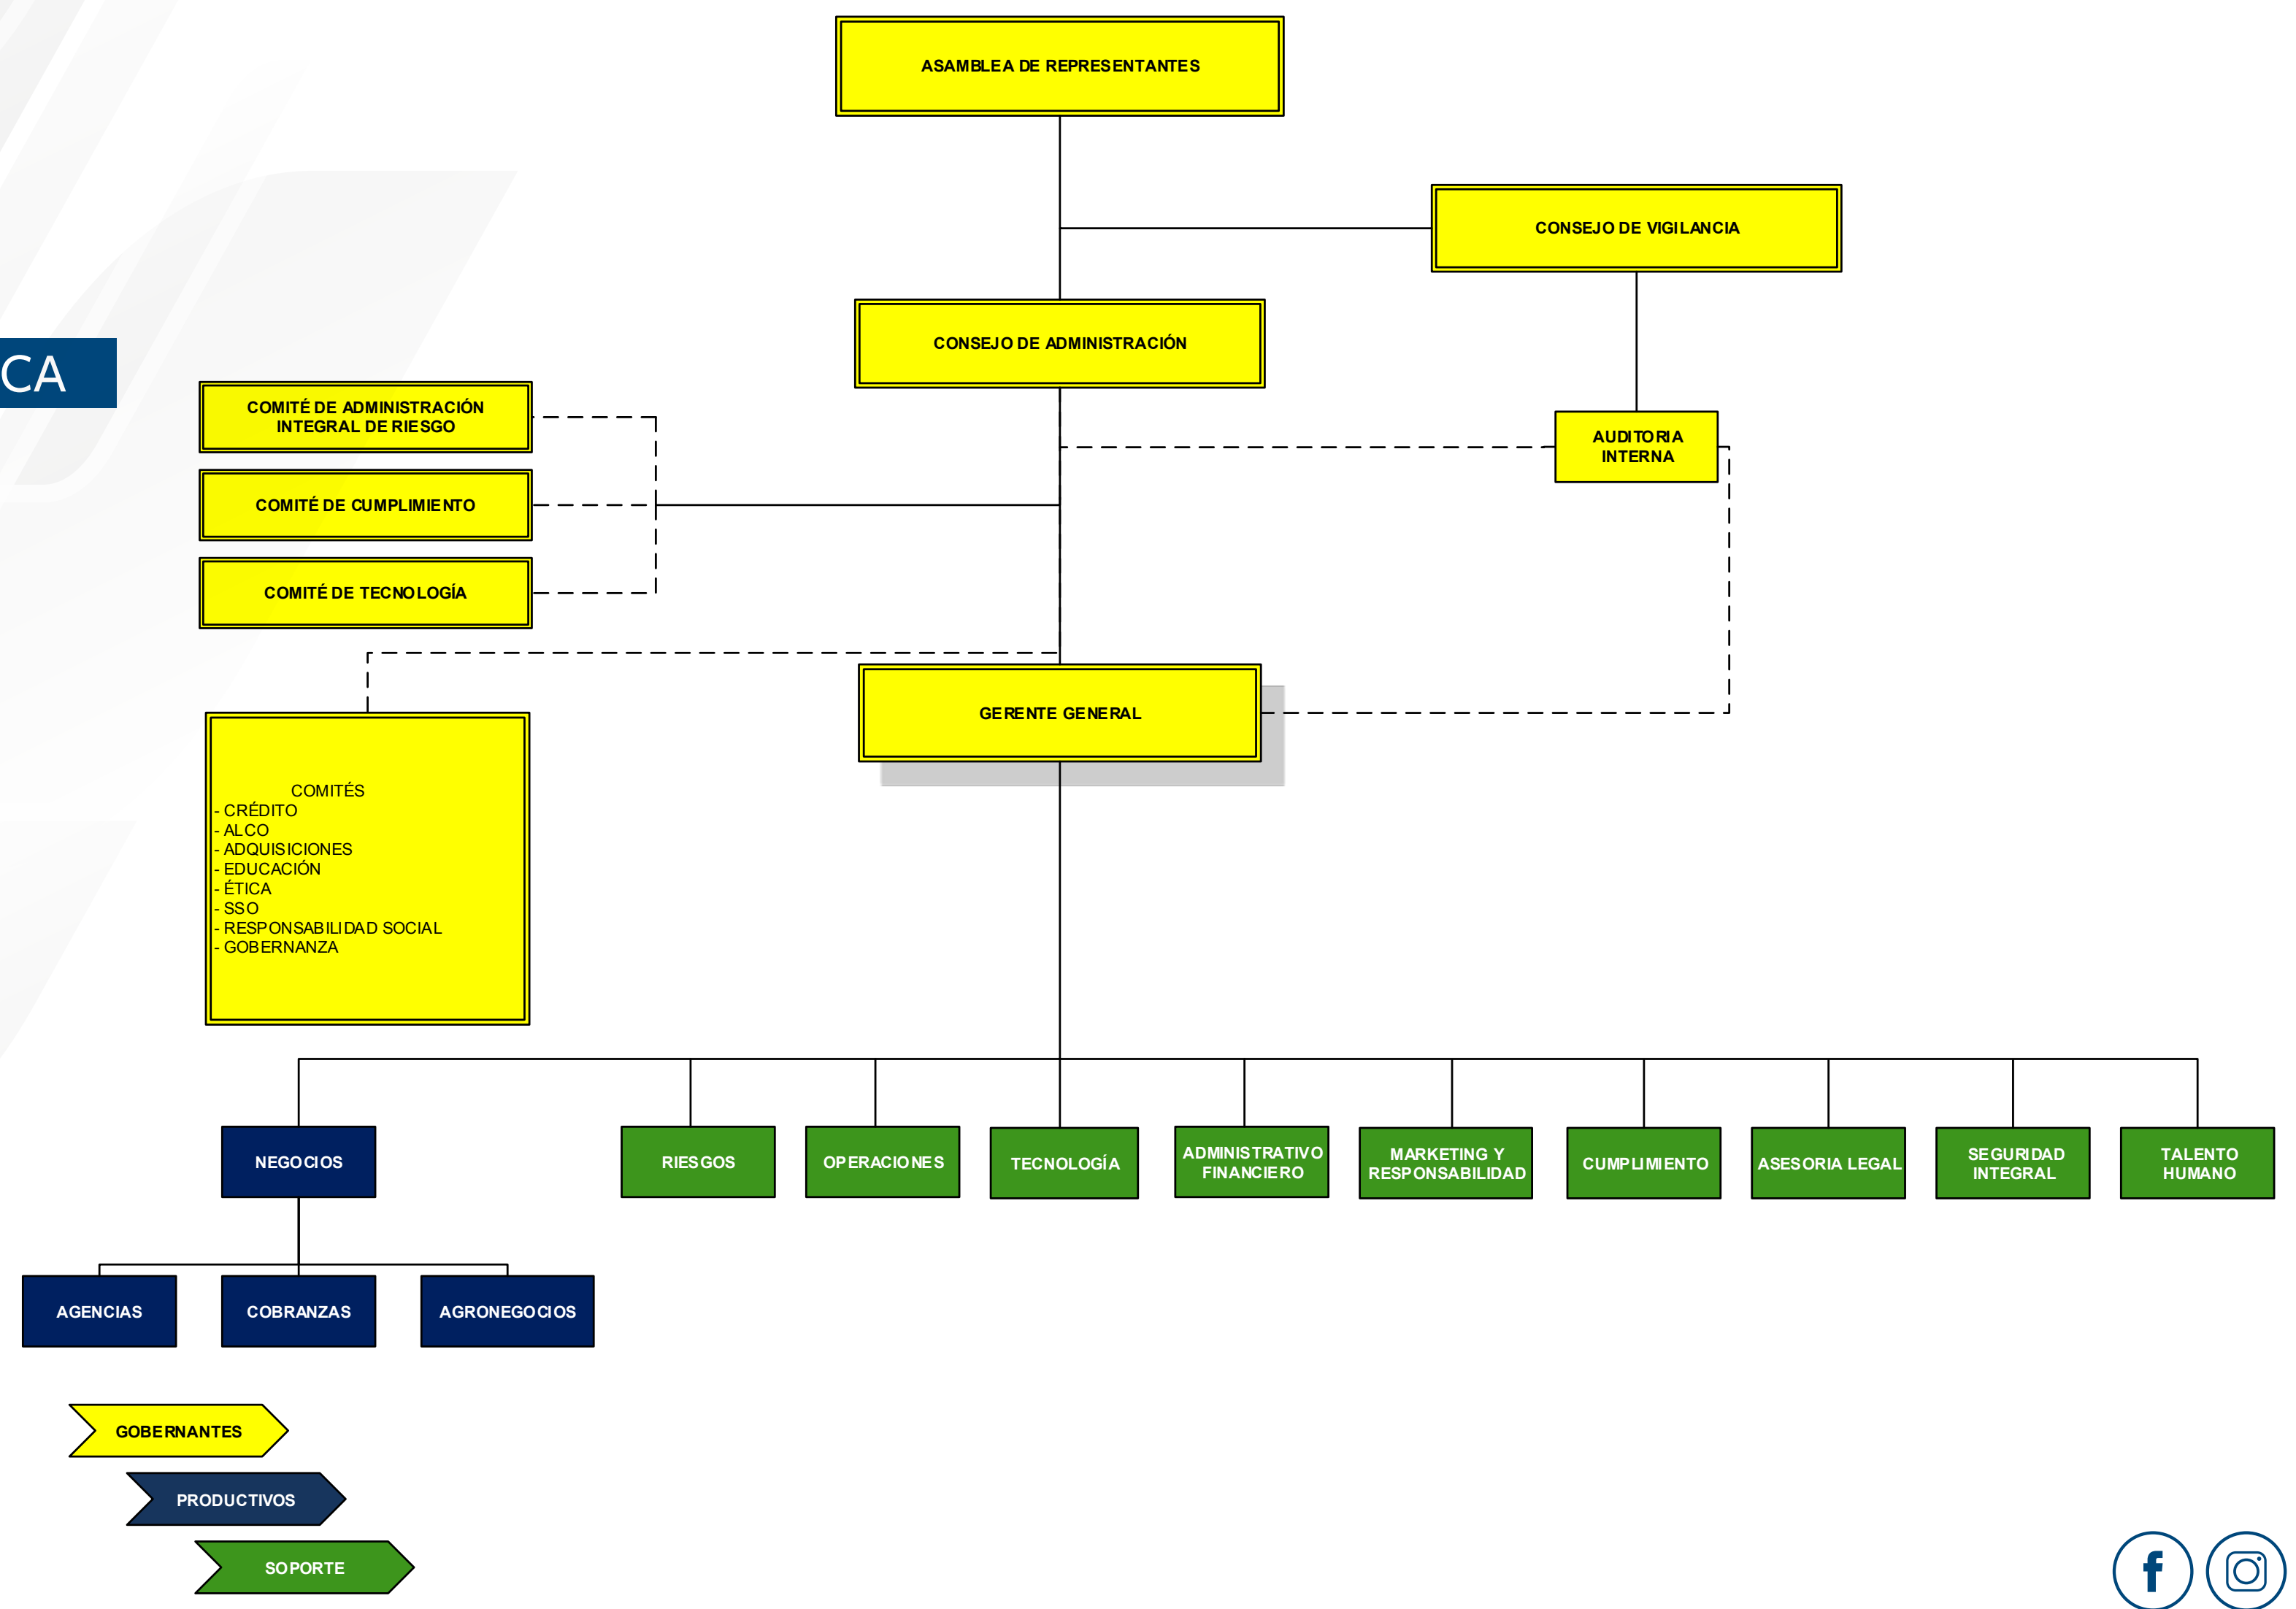 ASAMBLEA DE REPRESENTANTES
CONSEJO DE VIGILANCIA
CONSEJO DE ADMINISTRACIÓN
CA
COMITÉ DE ADMINISTRACIÓN
INTEGRAL DE RIESGO
AUDITORIA
INTERNA
COMITÉ DE CUMPLIMIENTO
COMITÉ DE TECNOLOGÍA
GERENTE GENERAL
COMITÉS
- CRÉDITO
- ALCO
- ADQUISICIONES
- EDUCACIÓN
- ÉTICA
- SSO
- RESPONSABILIDAD SOCIAL
- GOBERNANZA
NEGOCIOS
RIESGOS
OPERACIONES
TECNOLOGÍA
ADMINISTRATIVO
FINANCIERO
MARKETING Y
RESPONSABILIDAD
CUMPLIMIENTO
ASESORIA LEGAL
SEGURIDAD
INTEGRAL
TALENTO
HUMANO
AGENCIAS
COBRANZAS
AGRONEGOCIOS
GOBERNANTES
PRODUCTIVOS
SOPORTE